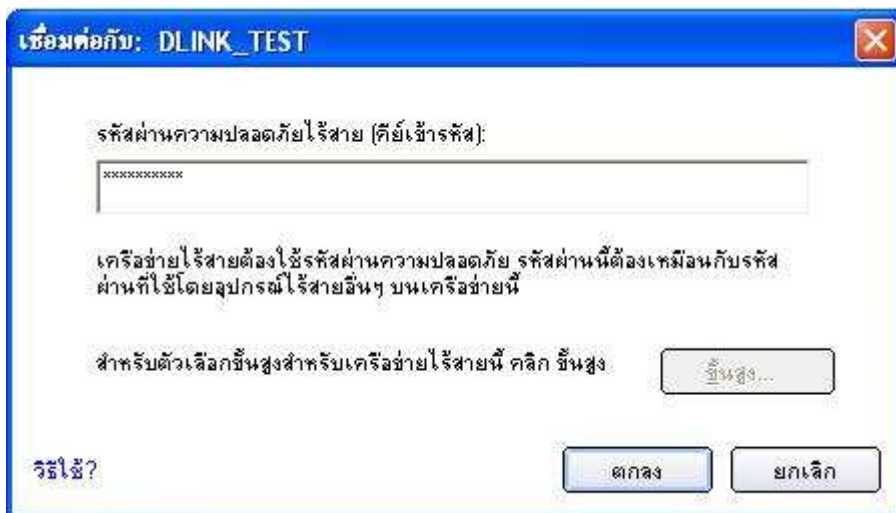 เชื่อมต่อกับ: DLINK_TEST
รหัสผ่านความปลอดภัยไร้สาย (คีย์เข้ารหัส):
xxxxxxxxxx
เครือข่ายไร้สายต้องใช้รหัสผ่านความปลอดภัย รหัสผ่านนี้ต้องเหมือนกับรหัส
ผ่านที่ใช้โดยอุปกรณ์ไร้สายอื่นๆ บนเครือข่ายนี้
สำหรับตัวเลือกขั้นสูงสำหรับเครือข่ายไร้สายนี้ คลิก ขั้นสูง
ขั้นสูง...
วิธีใช้?
ตกลง
ยกเลิก